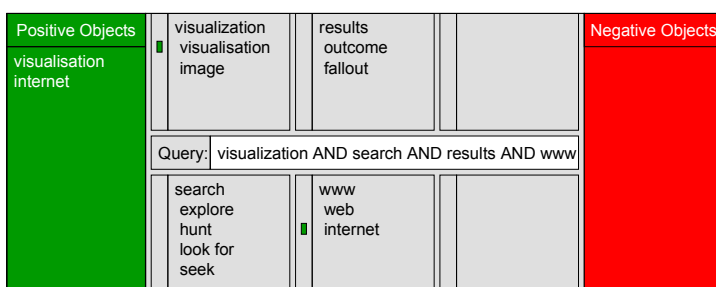 Positive Objects
visualisation
internet
visualization
visualisation
image
results
outcome
fallout
Query: visualization AND search AND results AND www
search
explore
hunt
look for
seek
www
web
internet
Negative Objects